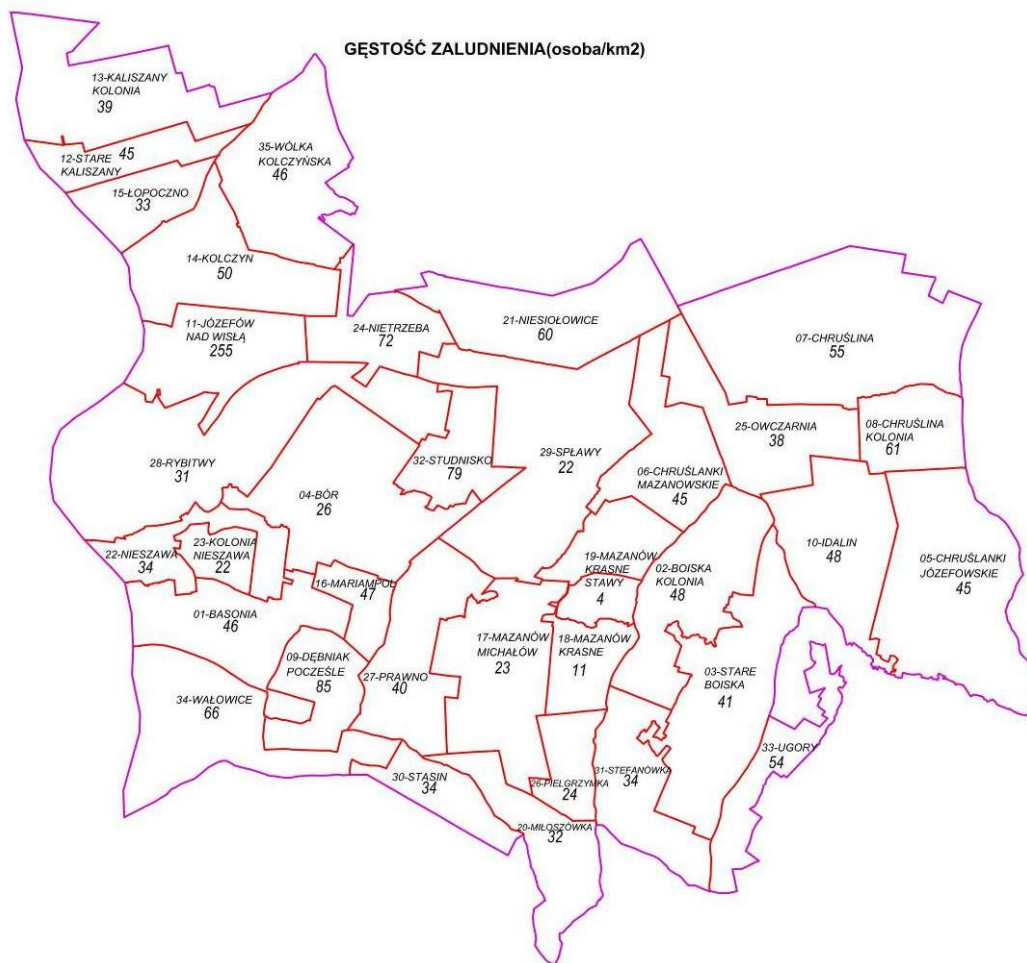 GĘSTOŚĆ ZALUDNIENIA(osoba/km2)
13-KALISZANY
KOLONIA
39
12-STARE
KALISZANY
45
35-WÓLKA
KOLCZYŃSKA
46
15-ŁOPOCZNO
33
14-KOLCZYN
50
11-JÓZEFÓW
NAD WISŁĄ
255
24-NIETRZEBA
72
21-NIESIOŁOWICE
60
07-CHRUŚLINA
55
25-OWCZARNIA
38
08-CHRUŚLINA
KOLONIA
61
28-RYBITWY
31
32-STUDNISKO
79
29-SPŁAWY
22
06-CHRUŚLANKI
MAZANOWSKIE
45
04-BÓR
26
22-NIESZAWA
34
23-KOLONIA
NIESZAWA
22
10-IDALIN
48
05-CHRUŚLANKI
JÓZEFOWSKIE
45
19-MAZANÓW
KRASNE
STAWY
4
02-BOISKA
KOLONIA
48
16-MARIAMPOL
47
01-BASONIA
46
17-MAZANÓW
MICHAŁÓW
23
18-MAZANÓW
KRASNE
11
09-DĘBNIAK
POCZEŚLE
85
27-PRAWNO
40
03-STARE
BOISKA
41
34-WAŁOWICE
66
33-UGORY
54
30-STASIN
34
31-STEFANÓWKA
34
26-PIELGRZYMKA
24
20-MIŁOSZÓWKA
32